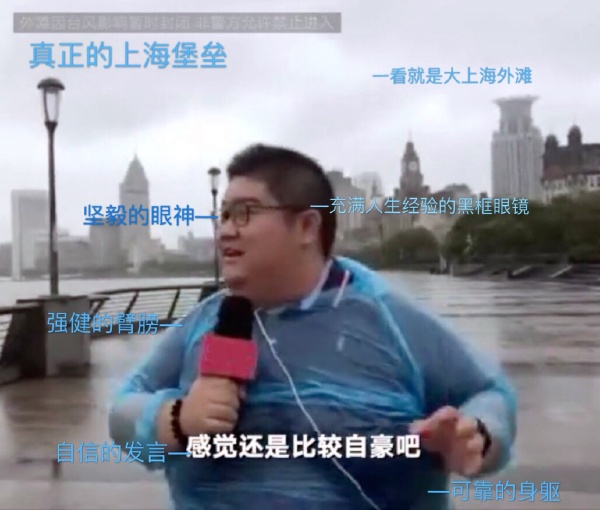 外滩因台风影响暂时封闭 非警方允许禁止进入
真正的上海堡垒
一看就是大上海外滩
坚毅的眼神—
—充满人生经验的黑框眼镜
强健的臂膀—
自信的发言—
感觉还是比较自豪吧
—可靠的身躯